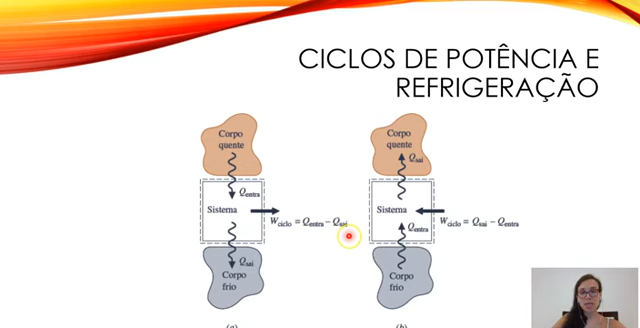 CICLOS DE POTÊNCIA E
REFRIGERAÇÃO
Corpo
quente
Qentra
Sistema
Wciclo = Qentra – Qsai
Qsai
Corpo
frio
(a)
Corpo
quente
Qsai
Sistema
Wciclo = Qsai – Qentra
Qentra
Corpo
frio
(b)